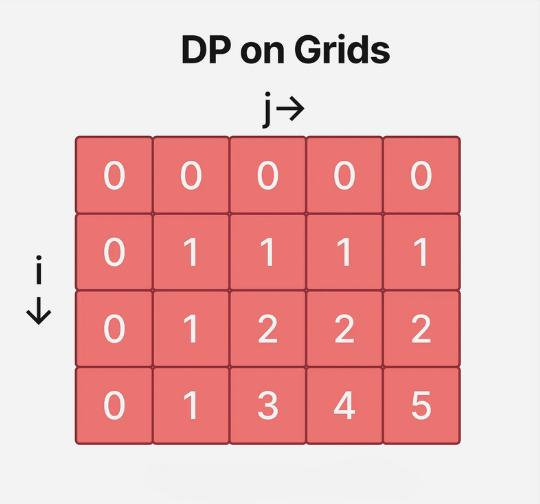 DP on Grids
j→
0 0 0 0 0
0 1 1 1 1
i
↓
0 1 2 2 2
0 1 3 4 5